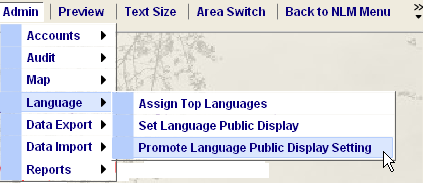 Admin Preview Text Size Area Switch Back to NLM Menu »
Accounts
Audit
Map
Language
Data Export
Data Import
Reports
Assign Top Languages
Set Language Public Display
Promote Language Public Display Setting